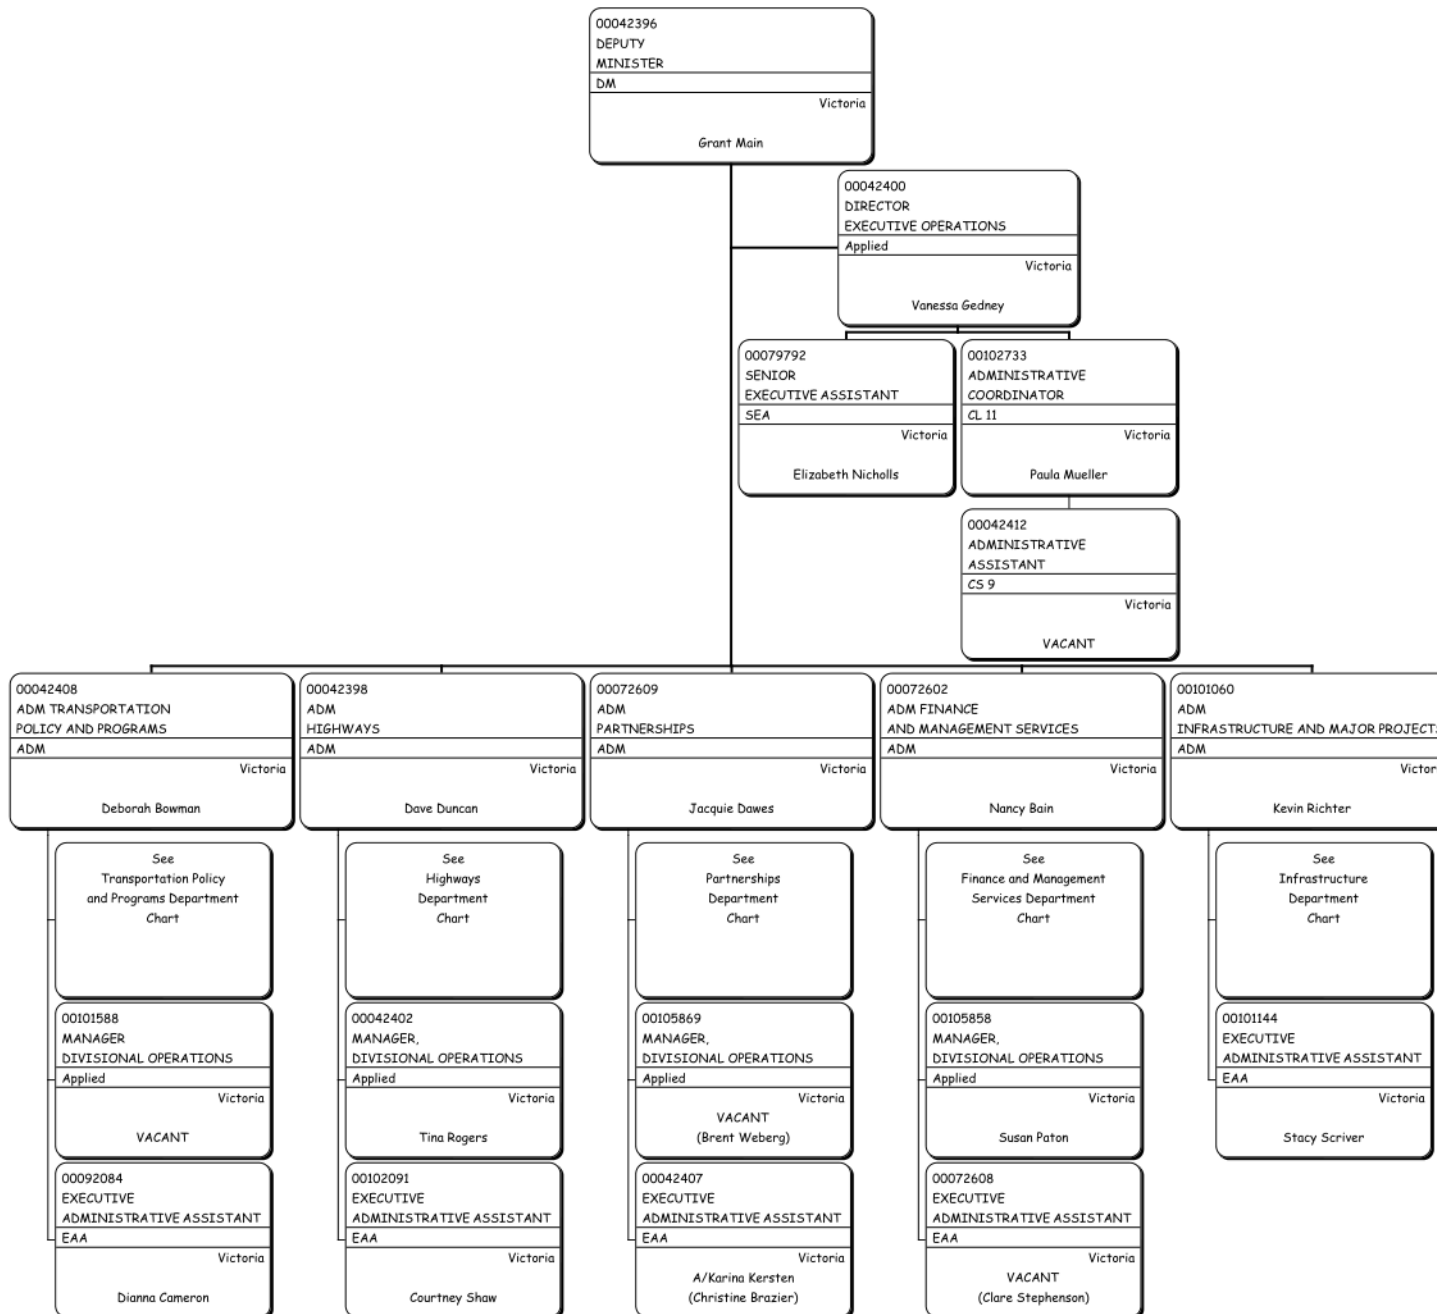 00042396
DEPUTY
MINISTER
DM
Victoria
Grant Main
00042400
DIRECTOR
EXECUTIVE OPERATIONS
Applied
Victoria
Vanessa Gedney
00079792
SENIOR
EXECUTIVE ASSISTANT
SEA
Victoria
Elizabeth Nicholls
00102733
ADMINISTRATIVE
COORDINATOR
CL 11
Victoria
Paula Mueller
00042412
ADMINISTRATIVE
ASSISTANT
CS 9
Victoria
VACANT
00042408
ADM TRANSPORTATION
POLICY AND PROGRAMS
ADM
Victoria
Deborah Bowman
See
Transportation Policy
and Programs Department
Chart
00101588
MANAGER
DIVISIONAL OPERATIONS
Applied
Victoria
VACANT
00092084
EXECUTIVE
ADMINISTRATIVE ASSISTANT
EAA
Victoria
Dianna Cameron
00042398
ADM
HIGHWAYS
ADM
Victoria
Dave Duncan
See
Highways
Department
Chart
00042402
MANAGER,
DIVISIONAL OPERATIONS
Applied
Victoria
Tina Rogers
00102091
EXECUTIVE
ADMINISTRATIVE ASSISTANT
EAA
Victoria
Courtney Shaw
00072609
ADM
PARTNERSHIPS
ADM
Victoria
Jacquie Dawes
See
Partnerships
Department
Chart
00105869
MANAGER,
DIVISIONAL OPERATIONS
Applied
Victoria
VACANT
(Brent Weberg)
00042407
EXECUTIVE
ADMINISTRATIVE ASSISTANT
EAA
Victoria
A/Karina Kersten
(Christine Brazier)
00072602
ADM FINANCE
AND MANAGEMENT SERVICES
ADM
Victoria
Nancy Bain
See
Finance and Management
Services Department
Chart
00105858
MANAGER,
DIVISIONAL OPERATIONS
Applied
Victoria
Susan Paton
00072608
EXECUTIVE
ADMINISTRATIVE ASSISTANT
EAA
Victoria
VACANT
(Clare Stephenson)
00101060
ADM
INFRASTRUCTURE AND MAJOR PROJECTS
ADM
Victor
Kevin Richter
See
Infrastructure
Department
Chart
00101144
EXECUTIVE
ADMINISTRATIVE ASSISTANT
EAA
Victoria
Stacy Scriver